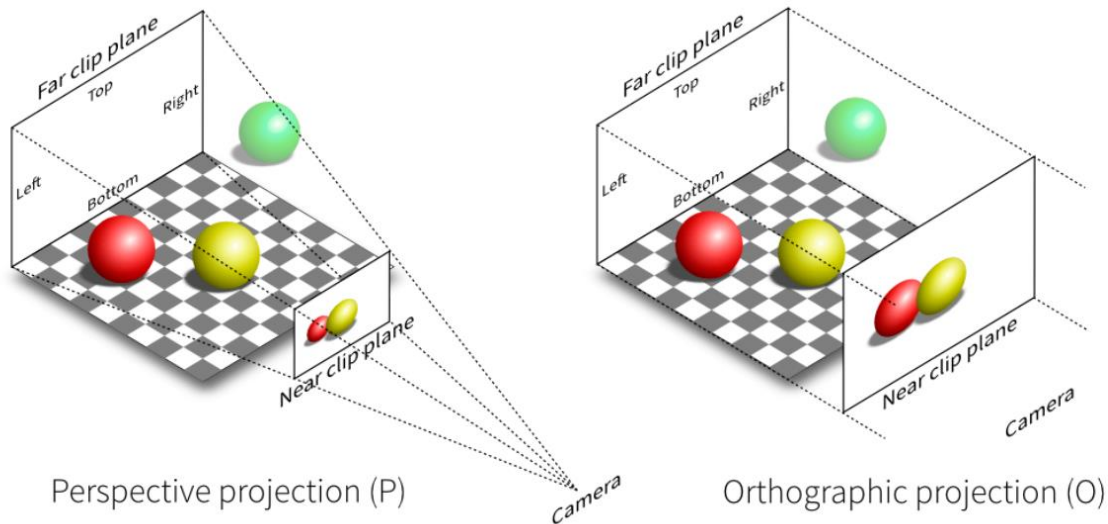 Far clip plane
Top
Right
Left
Bottom
Near clip plane
Camera
Perspective projection (P)
Far clip plane
Top
Right
Left
Bottom
Near clip plane
Camera
Orthographic projection (O)